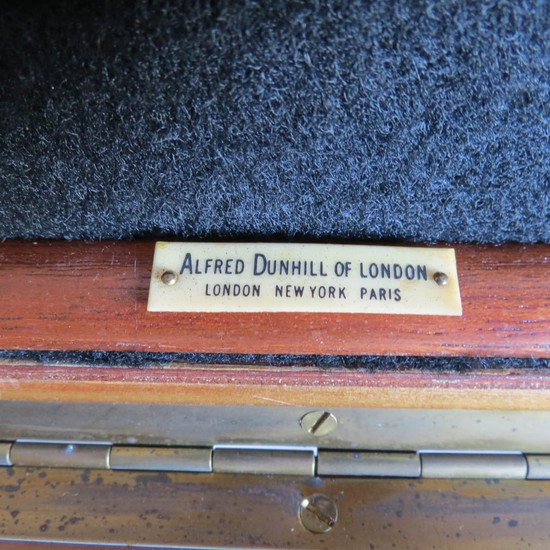 ALFRED DUNHILL OF LONDON
LONDON NEW YORK PARIS